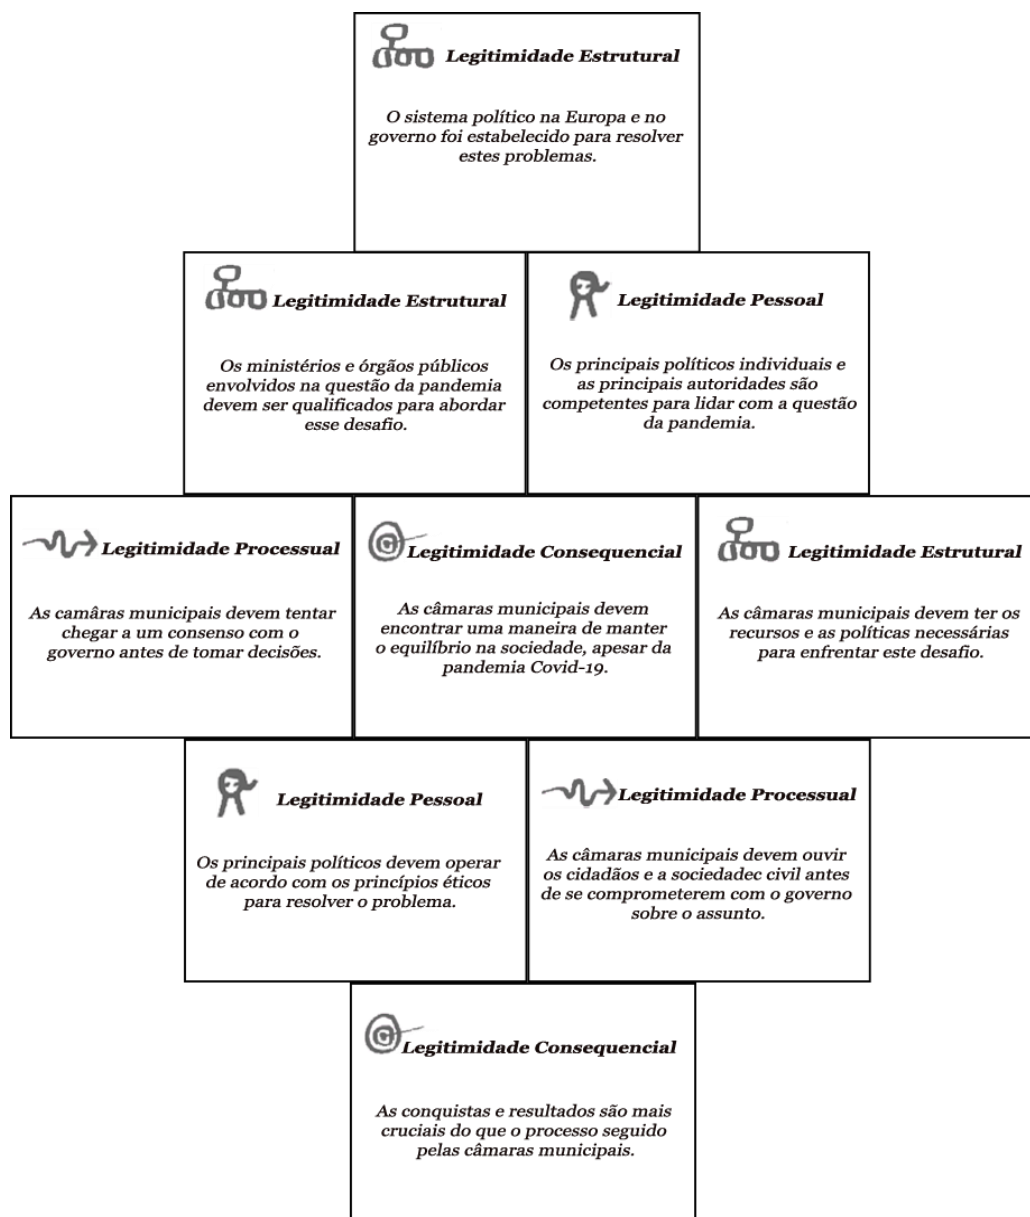 Legitimidade Estrutural
O sistema político na Europa e no
governo foi estabelecido para resolver
estes problemas.
Legitimidade Estrutural
Os ministérios e órgãos públicos
envolvidos na questão da pandemia
devem ser qualificados para abordar
esse desafio.
Legitimidade Pessoal
Os principais políticos individuais e
as principais autoridades são
competentes para lidar com a questão
da pandemia.
Legitimidade Processual
As camâras municipais devem tentar
chegar a um consenso com o
governo antes de tomar decisões.
Legitimidade Consequencial
As câmaras municipais devem
encontrar uma maneira de manter
o equilíbrio na sociedade, apesar da
pandemia Covid-19.
Legitimidade Estrutural
As câmaras municipais devem ter os
recursos e as políticas necessárias
para enfrentar este desafio.
Legitimidade Pessoal
Os principais políticos devem operar
de acordo com os princípios éticos
para resolver o problema.
Legitimidade Processual
As câmaras municipais devem ouvir
os cidadãos e a sociedadec civil antes
de se comprometerem com o governo
sobre o assunto.
Legitimidade Consequencial
As conquistas e resultados são mais
cruciais do que o processo seguido
pelas câmaras municipais.